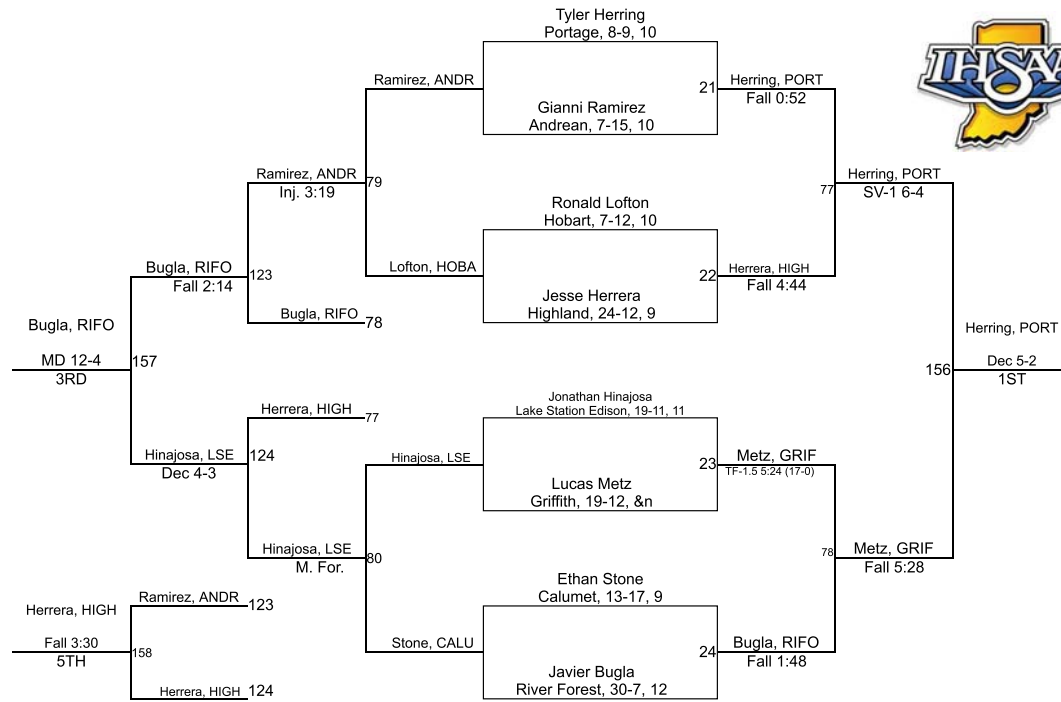 Tyler Herring
Portage, 8-9, 10
IHSAA
Ramirez, ANDR
21
Herring, PORT
Fall 0:52
Gianni Ramirez
Andrean, 7-15, 10
Ramirez, ANDR
Inj. 3:19
79
77
Herring, PORT
SV-1 6-4
Ronald Lofton
Hobart, 7-12, 10
Bugla, RIFO
Fall 2:14
123
Lofton, HOBA
22
Herrera, HIGH
Fall 4:44
Jesse Herrera
Highland, 24-12, 9
Bugla, RIFO
78
Bugla, RIFO
MD 12-4
3RD
157
Herring, PORT
156
Dec 5-2
1ST
Herrera, HIGH
77
Jonathan Hinajosa
Lake Station Edison, 19-11, 11
Hinajosa, LSE
Dec 4-3
124
Hinajosa, LSE
23
Metz, GRIF
TF-1.5 5:24 (17-0)
Lucas Metz
Griffith, 19-12, &n
Hinajosa, LSE
M. For.
80
78
Metz, GRIF
Fall 5:28
Ethan Stone
Calumet, 13-17, 9
Ramirez, ANDR
123
Herrera, HIGH
Fall 3:30
5TH
158
Stone, CALU
24
Bugla, RIFO
Fall 1:48
Javier Bugla
River Forest, 30-7, 12
Herrera, HIGH
124